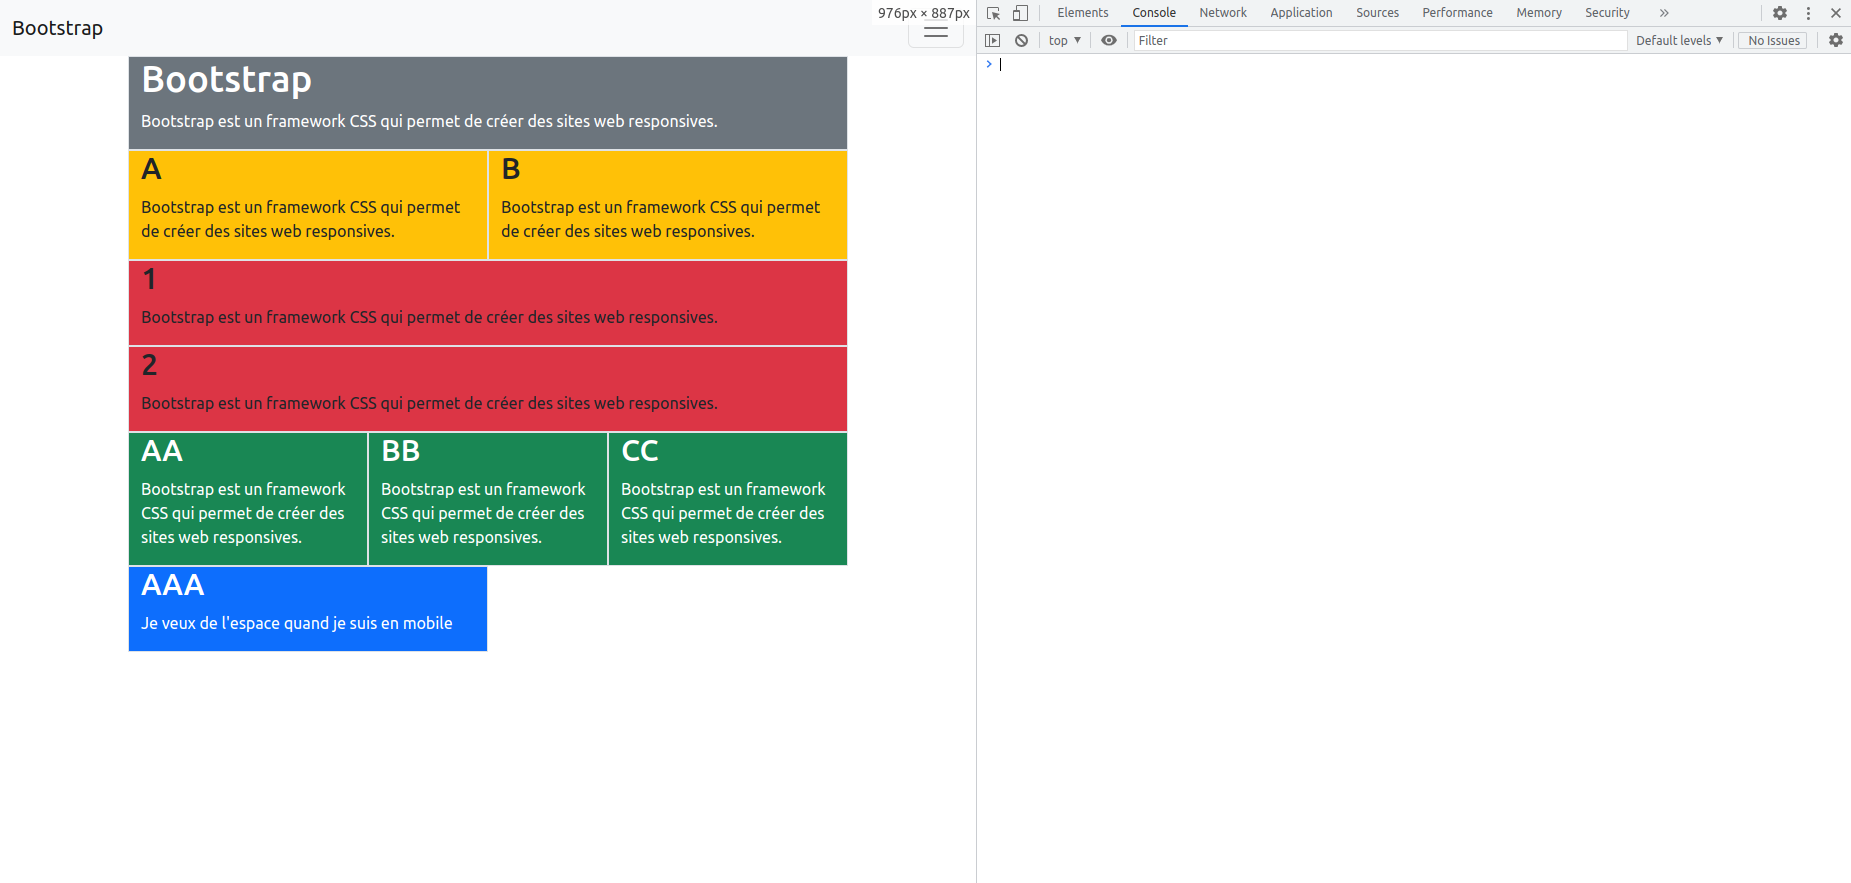 Bootstrap
976px × 887px
Bootstrap
Bootstrap est un framework CSS qui permet de créer des sites web responsives.
A
Bootstrap est un framework CSS qui permet
de créer des sites web responsives.
B
Bootstrap est un framework CSS qui permet
de créer des sites web responsives.
1
Bootstrap est un framework CSS qui permet de créer des sites web responsives.
2
Bootstrap est un framework CSS qui permet de créer des sites web responsives.
AA
Bootstrap est un framework
CSS qui permet de créer des
sites web responsives.
BB
Bootstrap est un framework
CSS qui permet de créer des
sites web responsives.
CC
Bootstrap est un framework
CSS qui permet de créer des
sites web responsives.
AAA
Je veux de l'espace quand je suis en mobile
Elements Console Network Application Sources Performance Memory Security »
top ▼ Filter Default levels ▼ No Issues
>